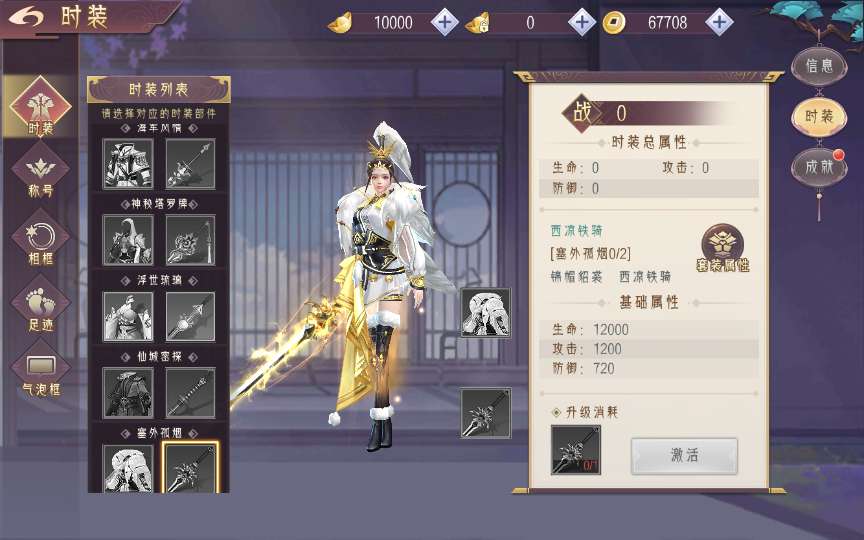 时装
10000
0
67708
时装
称号
相框
足迹
气泡框
时装列表
请选择对应的时装部件
海军风情
神秘塔罗牌
浮世琉璃
仙城密探
塞外孤烟
战 0
时装总属性
生命: 0 攻击: 0
防御: 0
西凉铁骑
[塞外孤烟0/2]
锦帽貂裘 西凉铁骑
套装属性
基础属性
生命: 12000
攻击: 1200
防御: 720
升级消耗
0/1
激活
信息
时装
成就